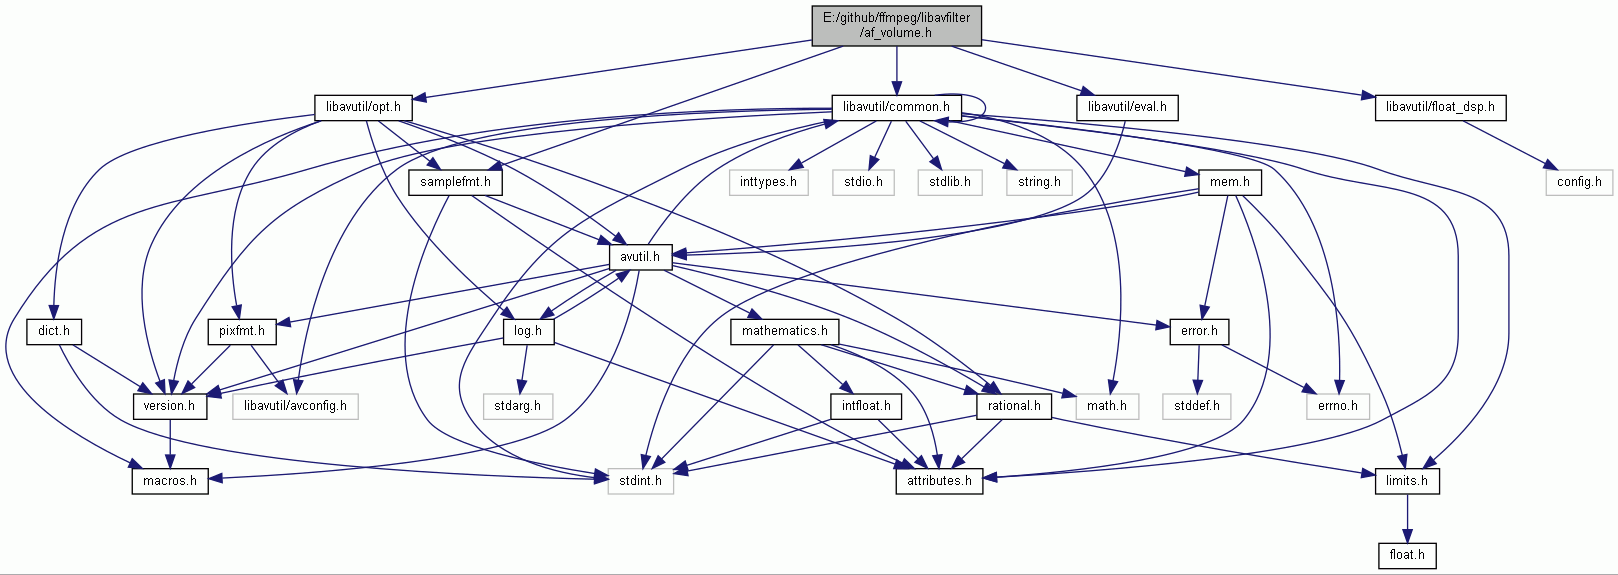 E:/github/ffmpeg/libavfilter
/af_volume.h
libavutil/opt.h
libavutil/common.h
libavutil/eval.h
libavutil/float_dsp.h
samplefmt.h
inttypes.h
stdio.h
stdlib.h
string.h
mem.h
config.h
avutil.h
dict.h
pixfmt.h
log.h
mathematics.h
error.h
version.h
libavutil/avconfig.h
stdarg.h
intfloat.h
rational.h
math.h
stddef.h
errno.h
macros.h
stdint.h
attributes.h
limits.h
float.h